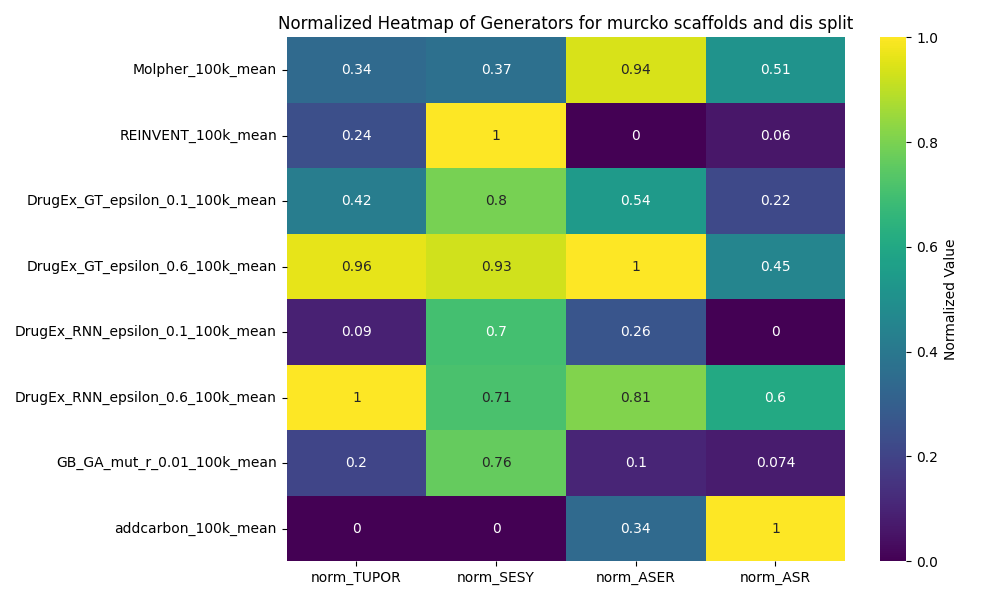 Normalized Heatmap of Generators for murcko scaffolds and dis split
Molpher_100k_mean 0.34 0.37 0.94 0.51
REINVENT_100k_mean 0.24 1 0 0.06
DrugEx_GT_epsilon_0.1_100k_mean 0.42 0.8 0.54 0.22
DrugEx_GT_epsilon_0.6_100k_mean 0.96 0.93 1 0.45
DrugEx_RNN_epsilon_0.1_100k_mean 0.09 0.7 0.26 0
DrugEx_RNN_epsilon_0.6_100k_mean 1 0.71 0.81 0.6
GB_GA_mut_r_0.01_100k_mean 0.2 0.76 0.1 0.074
addcarbon_100k_mean 0 0 0.34 1
norm_TUPOR norm_SESY norm_ASER norm_ASR
1.0
0.8
0.6
0.4
0.2
0.0
Normalized Value